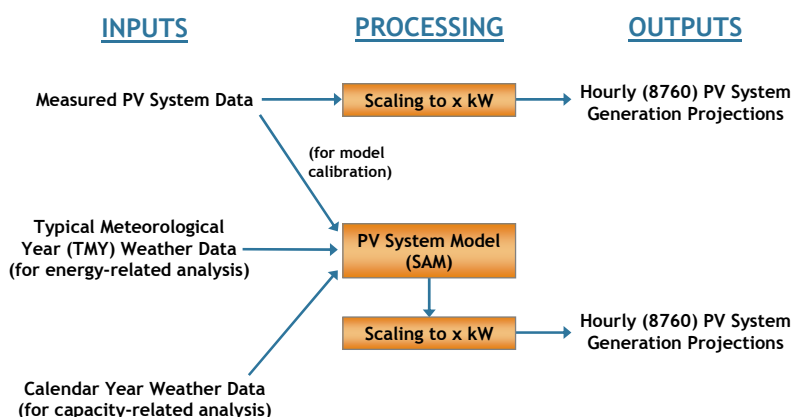 INPUTS
PROCESSING
OUTPUTS
Measured PV System Data
Scaling to x kW
Hourly (8760) PV System
Generation Projections
(for model
calibration)
Typical Meteorological
Year (TMY) Weather Data
(for energy-related analysis)
PV System Model
(SAM)
Scaling to x kW
Hourly (8760) PV System
Generation Projections
Calendar Year Weather Data
(for capacity-related analysis)